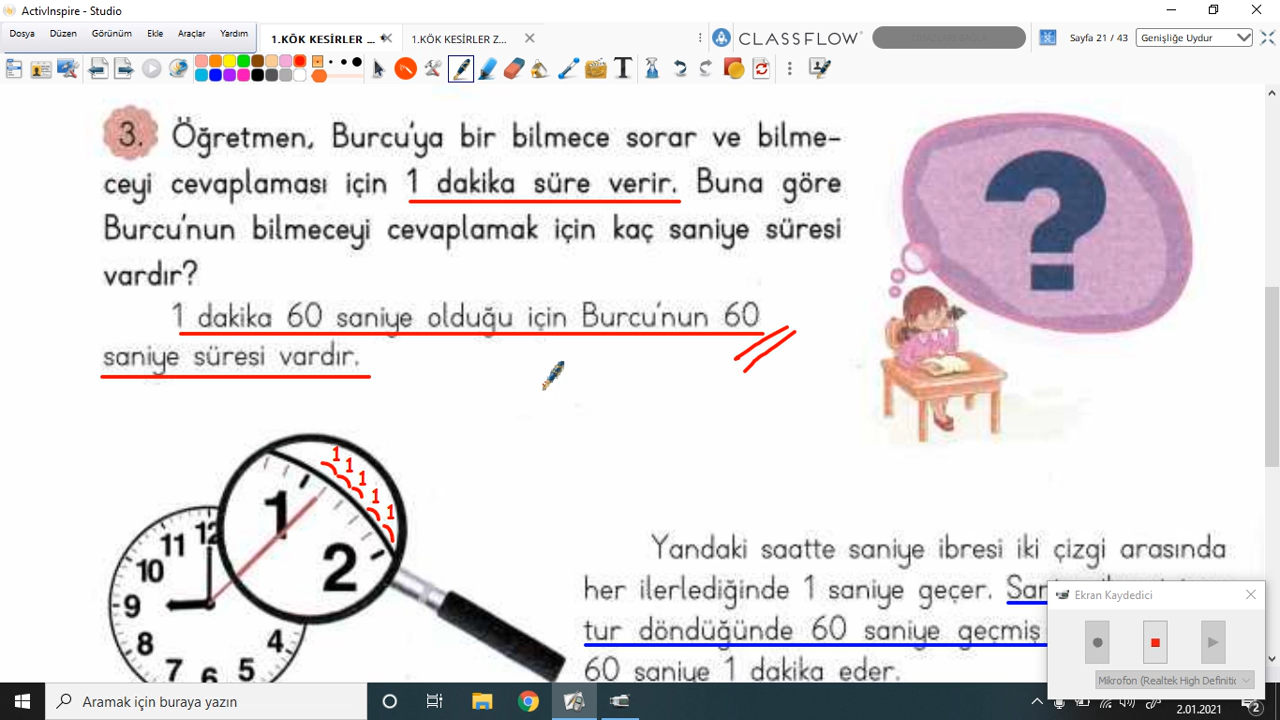 ActivInspire - Studio
Dosya Düzen Görünüm Ekle Araçlar Yardım
1.KÖK KESİRLER ... 1.KÖK KESİRLER Z...
CLASSFLOW
Sayfa 21 / 43 Genişliğe Uydur
3. Öğretmen, Burcu'ya bir bilmece sorar ve bilme-
ceyi cevaplaması için 1 dakika süre verir. Buna göre
Burcu'nun bilmeceyi cevaplamak için kaç saniye süresi
vardır?
1 dakika 60 saniye olduğu için Burcu'nun 60
saniye süresi vardır.
?
1
1
1
1
1
1
2
12
11
10
9
8
7
6
5
4
Yandaki saatte saniye ibresi iki çizgi arasında
her ilerlediğinde 1 saniye geçer.
tur döndüğünde 60 saniye geçmiş
60 saniye 1 dakika eder.
Ekran Kaydedici
Mikrofon (Realtek High Definitic
Aramak için buraya yazın
2.01.2021
2